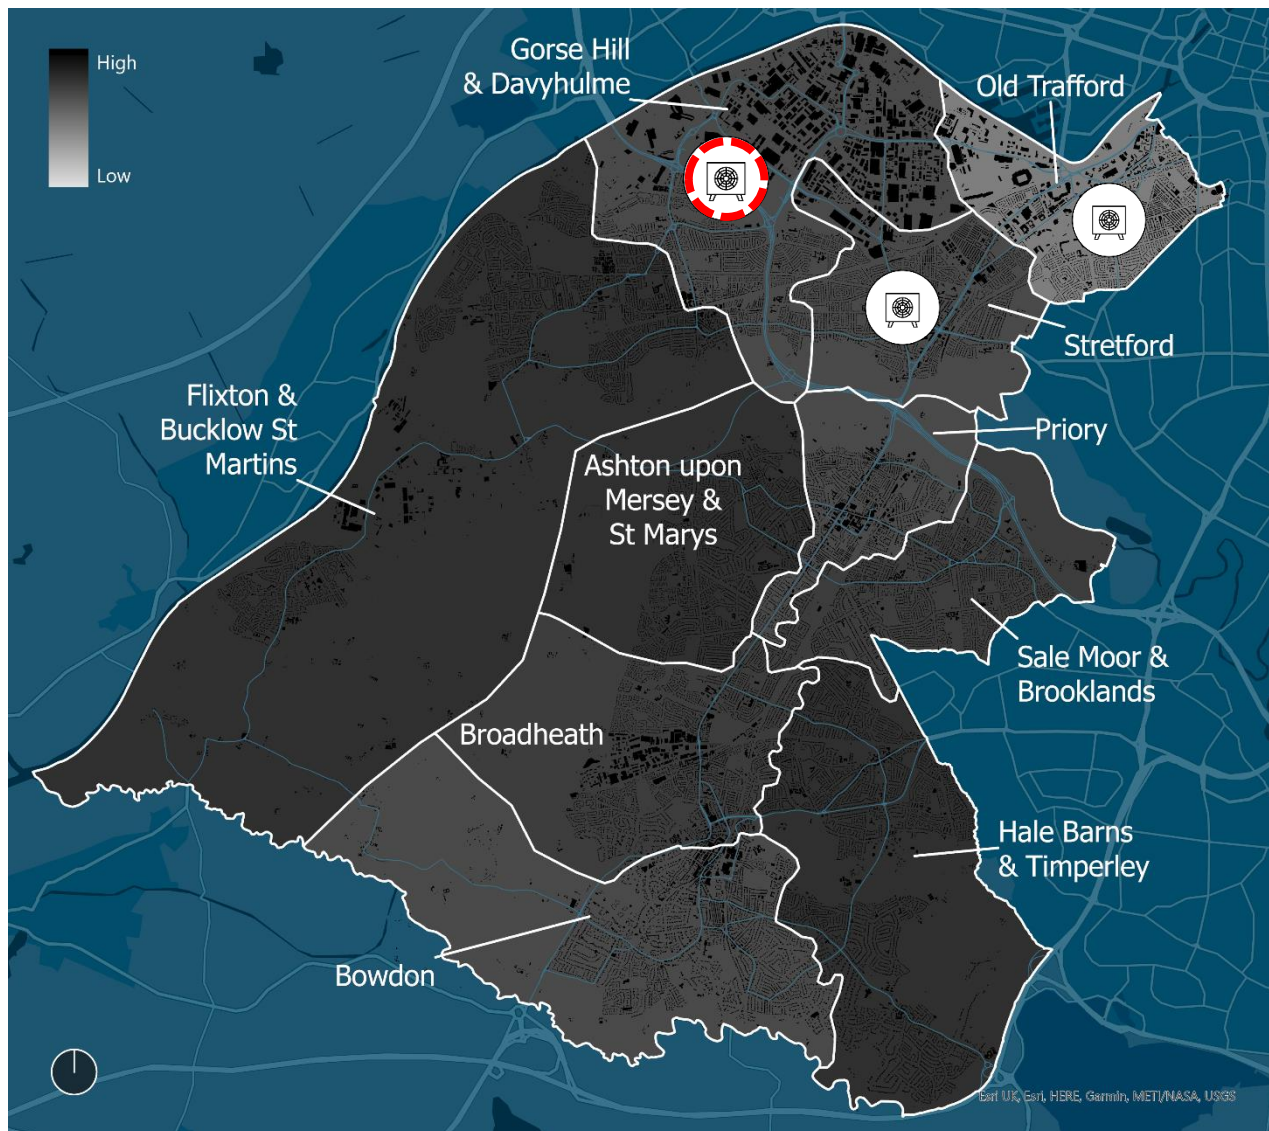 High
Low
Gorse Hill
& Davyhulme
Old Trafford
Stretford
Flixton &
Bucklow St
Martins
Priory
Ashton upon
Mersey &
St Marys
Sale Moor &
Brooklands
Broadheath
Hale Barns
& Timperley
Bowdon
Esri UK, Esri, HERE, Garmin, METI/NASA, USGS